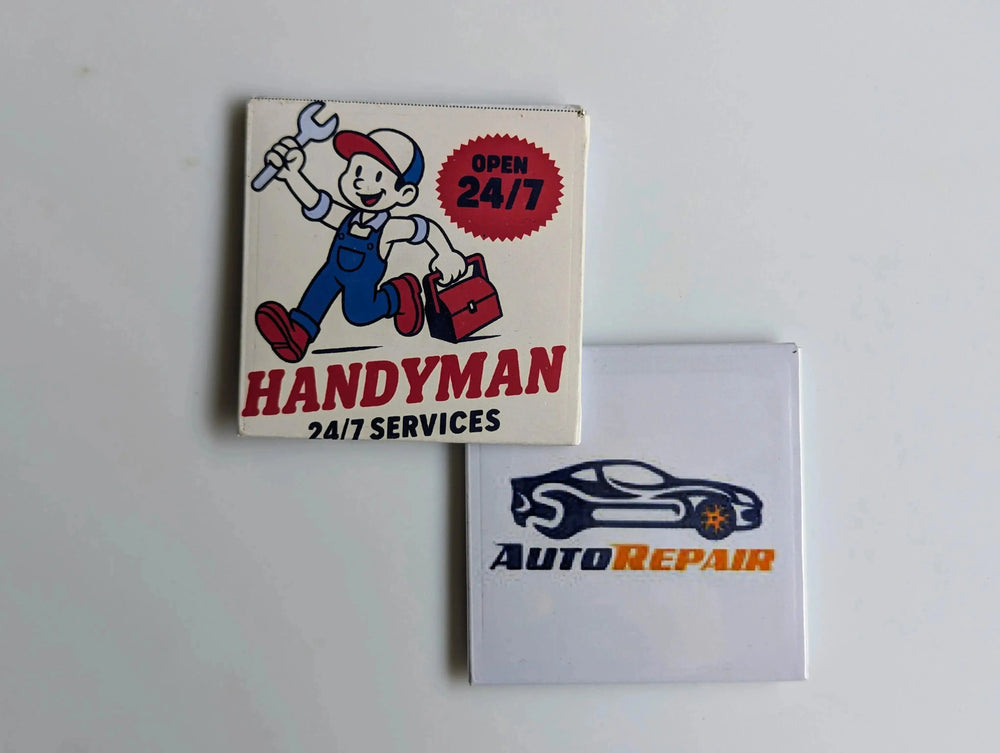 OPEN
24/7
HANDYMAN
24/7 SERVICES
AUTOREPAIR